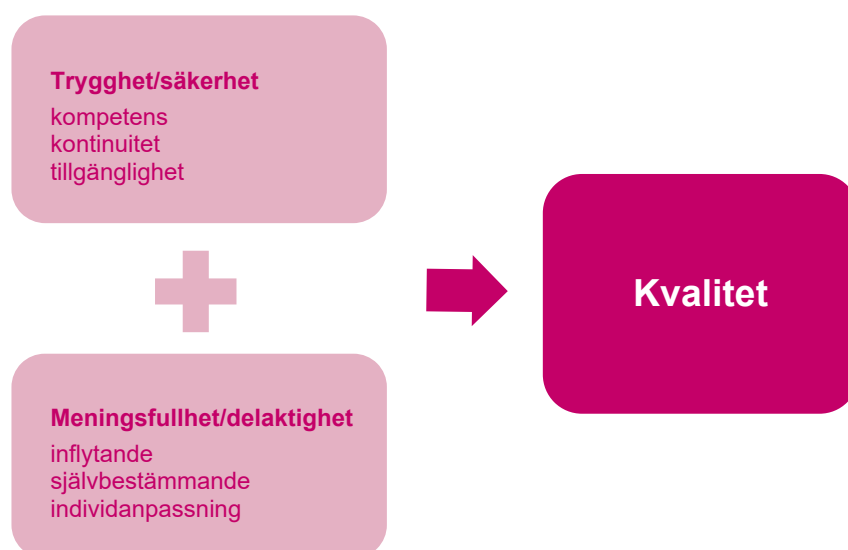 Trygghet/säkerhet
kompetens
kontinuitet
tillgänglighet
Meningsfullhet/delaktighet
inflytande
självbestämmande
individanpassning
Kvalitet